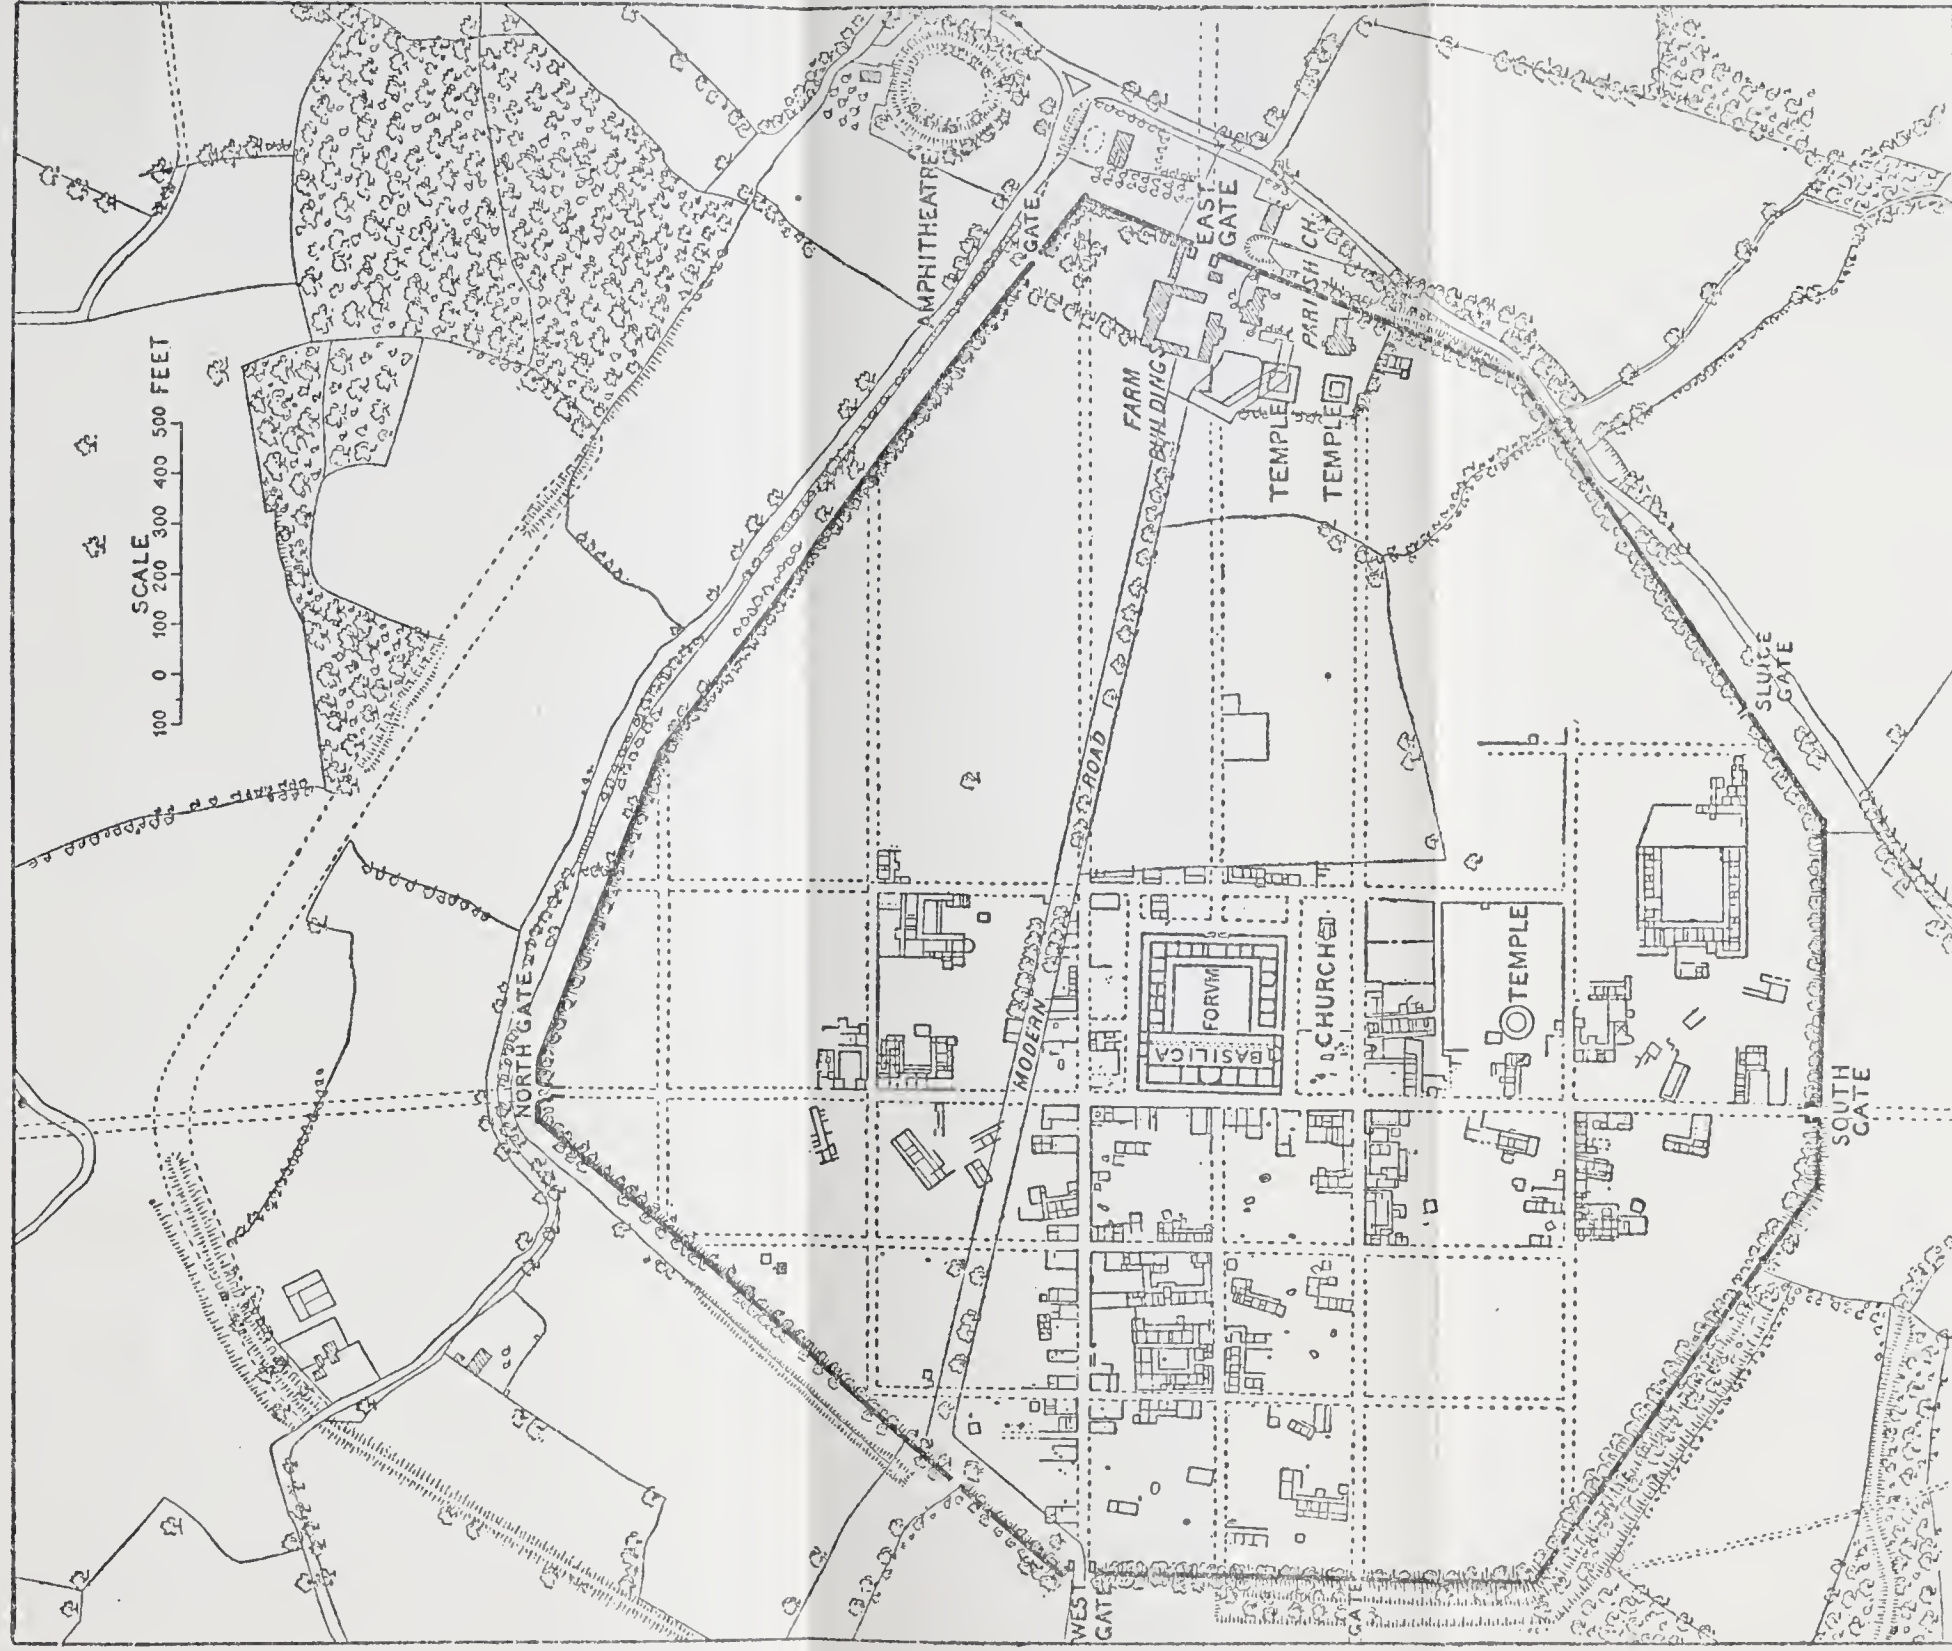 SCALE
100 0 100 200 300 400 500 FEET
AMPHITHEATRE
GATE
NORTH GATE
EAST
GATE
PARISH CH.
FARM
BUILDINGS
TEMPLE
TEMPLE
MODERN ROAD
FORVM
BASILICA
CHURCH
TEMPLE
SLUICE
GATE
SOUTH
GATE
WEST
GATE
GATE